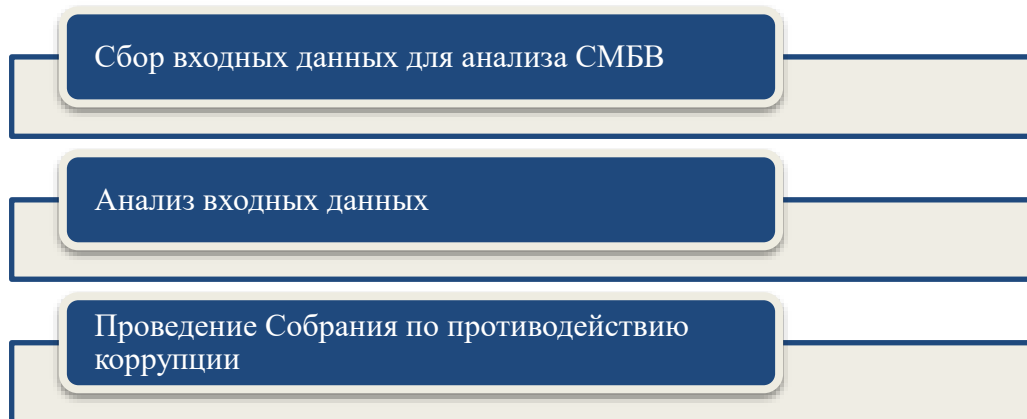 Сбор входных данных для анализа СМБВ
Анализ входных данных
Проведение Собрания по противодействию
коррупции